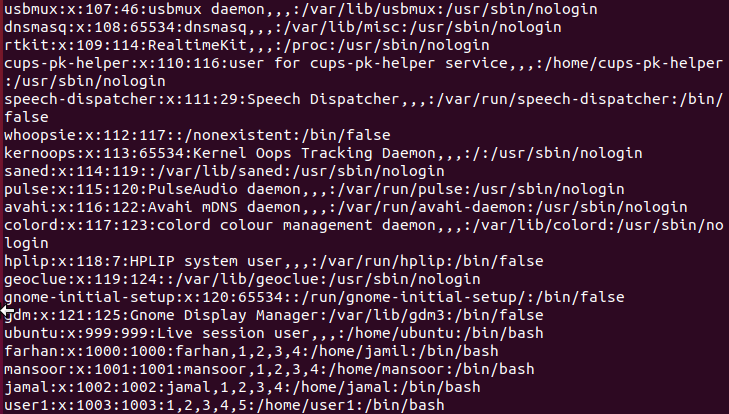 usbmux:x:107:46:usbmux daemon,,,:/var/lib/usbmux:/usr/sbin/nologin
dnsmasq:x:108:65534:dnsmasq,,,:/var/lib/misc:/usr/sbin/nologin
rtkit:x:109:114:RealtimeKit,,,:/proc:/usr/sbin/nologin
cups-pk-helper:x:110:116:user for cups-pk-helper service,,,:/home/cups-pk-helper
:/usr/sbin/nologin
speech-dispatcher:x:111:29:Speech Dispatcher,,,:/var/run/speech-dispatcher:/bin/
false
whoopsie:x:112:117::/nonexistent:/bin/false
kernoops:x:113:65534:Kernel Oops Tracking Daemon,,,:/:/usr/sbin/nologin
saned:x:114:119::/var/lib/saned:/usr/sbin/nologin
pulse:x:115:120:PulseAudio daemon,,,:/var/run/pulse:/usr/sbin/nologin
avahi:x:116:122:Avahi mDNS daemon,,,:/var/run/avahi-daemon:/usr/sbin/nologin
colord:x:117:123:colord colour management daemon,,,:/var/lib/colord:/usr/sbin/no
login
hplip:x:118:7:HPLIP system user,,,:/var/run/hplip:/bin/false
geoclue:x:119:124::/var/lib/geoclue:/usr/sbin/nologin
gnome-initial-setup:x:120:65534::/run/gnome-initial-setup/:/bin/false
gdm:x:121:125:Gnome Display Manager:/var/lib/gdm3:/bin/false
ubuntu:x:999:999:Live session user,,,:/home/ubuntu:/bin/bash
farhan:x:1000:1000:farhan,1,2,3,4:/home/jamil:/bin/bash
mansoor:x:1001:1001:mansoor,1,2,3,4:/home/mansoor:/bin/bash
jamal:x:1002:1002:jamal,1,2,3,4:/home/jamal:/bin/bash
user1:x:1003:1003:1,2,3,4,5:/home/user1:/bin/bash